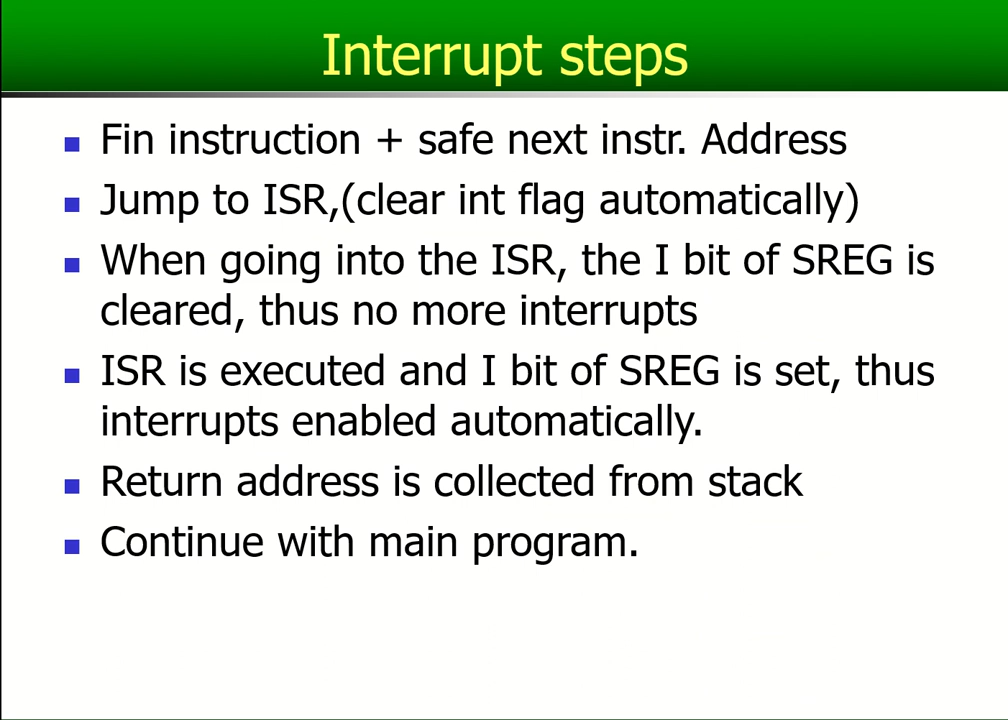 Interrupt steps
Fin instruction + safe next instr. Address
Jump to ISR,(clear int flag automatically)
When going into the ISR, the I bit of SREG is
cleared, thus no more interrupts
ISR is executed and I bit of SREG is set, thus
interrupts enabled automatically.
Return address is collected from stack
Continue with main program.